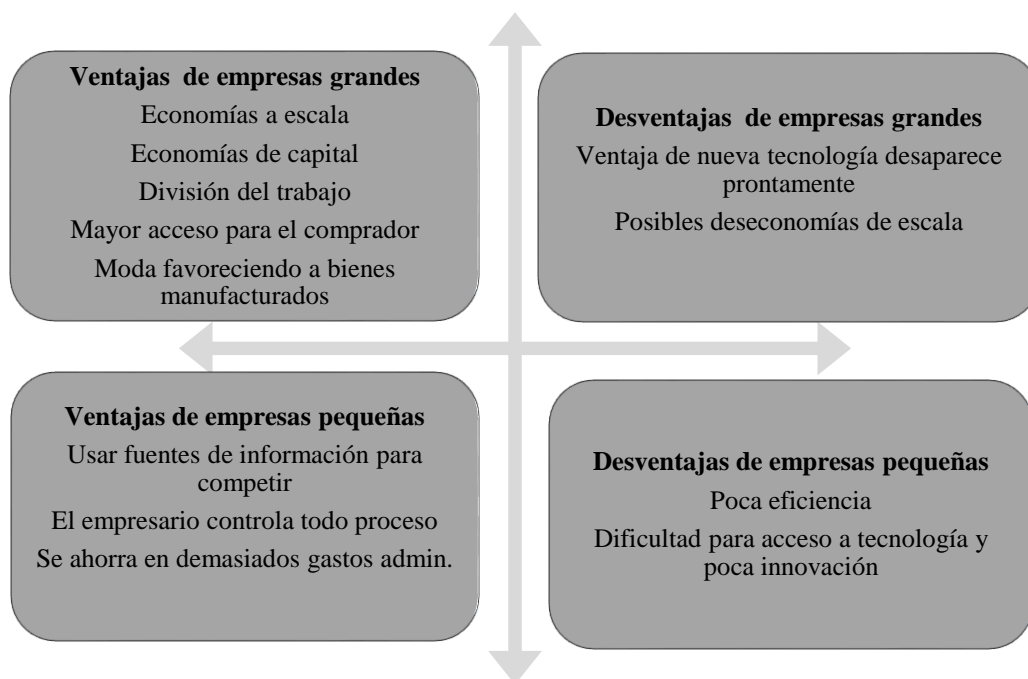 Ventajas de empresas grandes
Economías a escala
Economías de capital
División del trabajo
Mayor acceso para el comprador
Moda favoreciendo a bienes
manufacturados
Desventajas de empresas grandes
Ventaja de nueva tecnología desaparece
prontamente
Posibles deseconomías de escala
Ventajas de empresas pequeñas
Usar fuentes de información para
competir
El empresario controla todo proceso
Se ahorra en demasiados gastos admin.
Desventajas de empresas pequeñas
Poca eficiencia
Dificultad para acceso a tecnología y
poca innovación